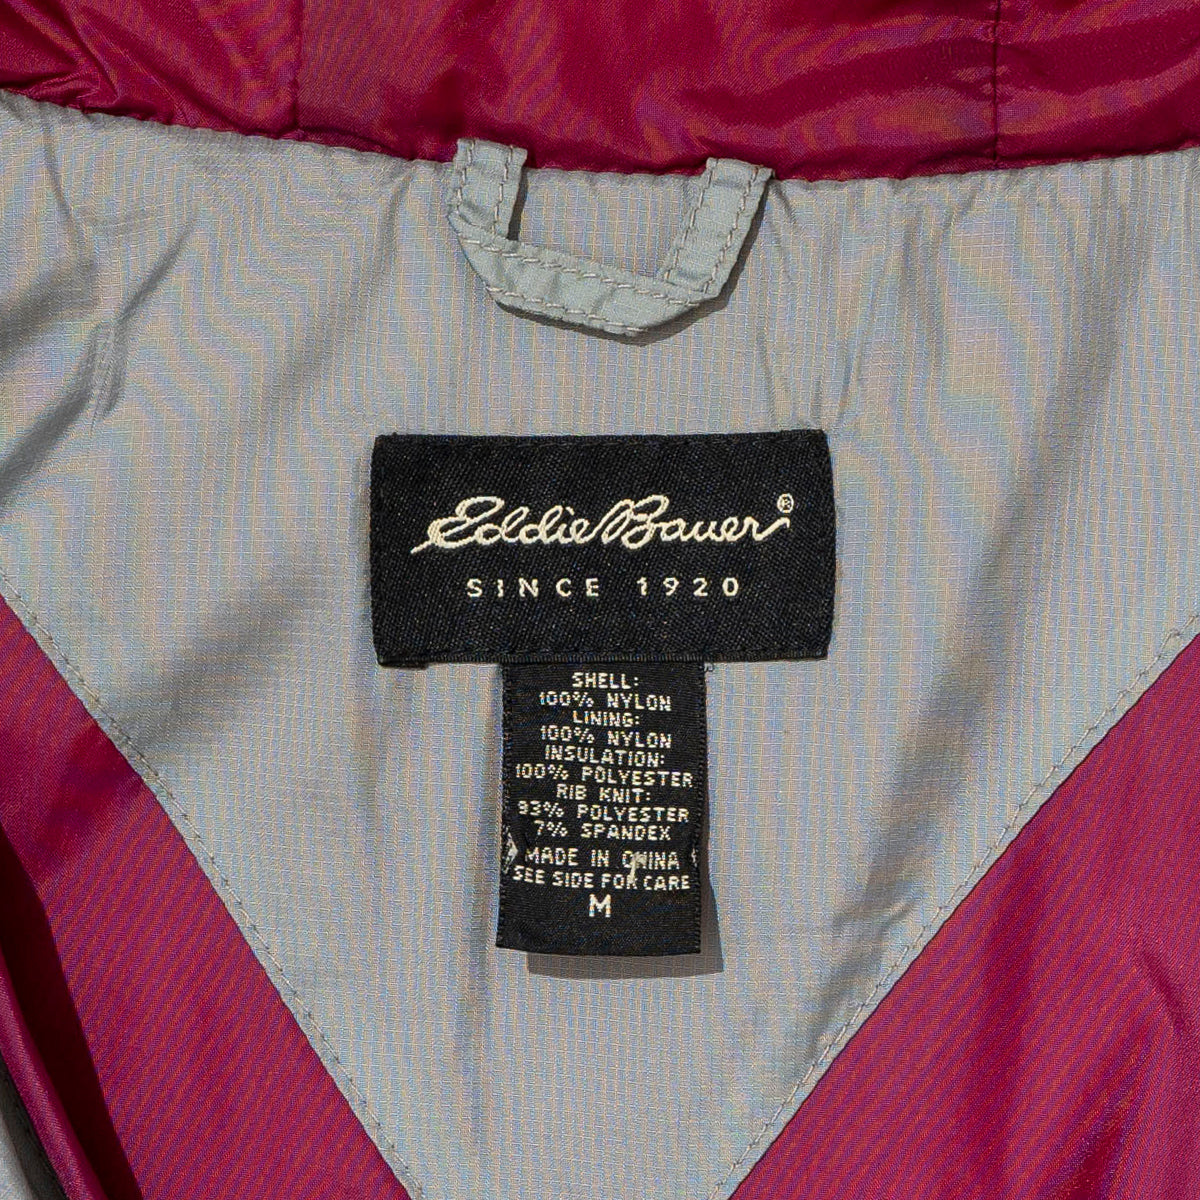 Eddie Bauer®
SINCE 1920
SHELL:
100% NYLON
LINING:
100% NYLON
INSULATION:
100% POLYESTER
RIB KNIT:
93% POLYESTER
7% SPANDEX
MADE IN CHINA
SEE SIDE FOR CARE
M